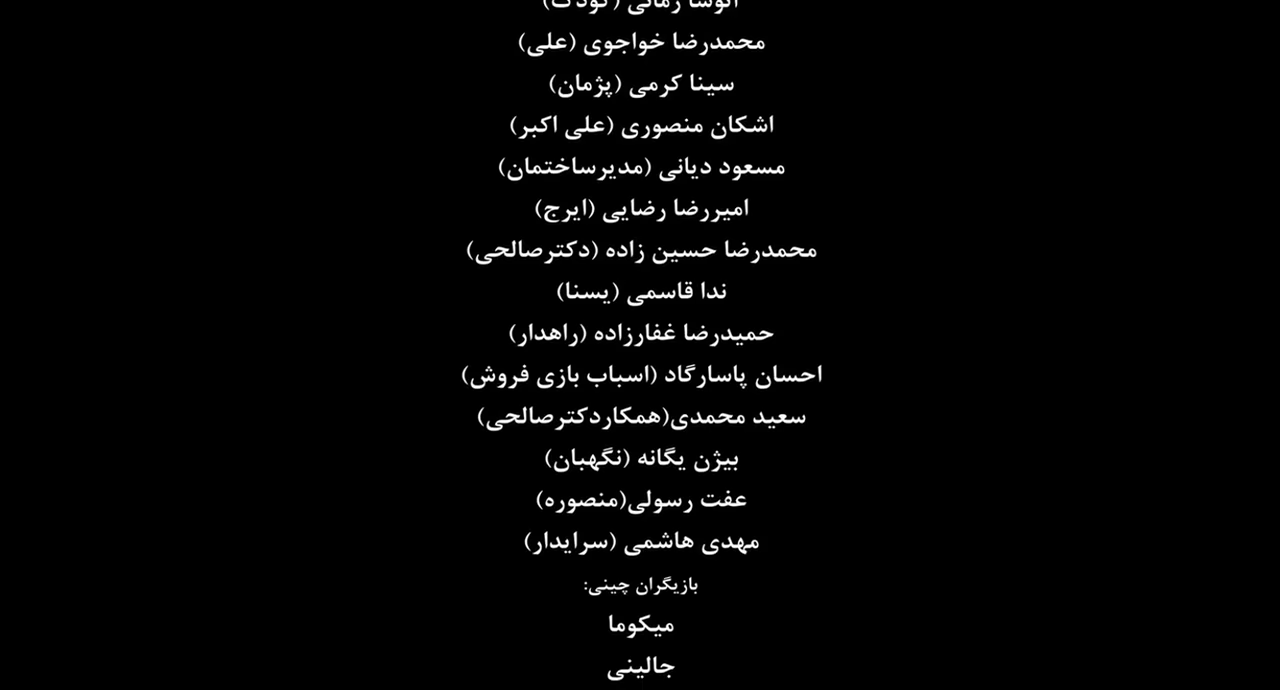 زمانی (کودک)
محمدرضا خواجوی (علی)
سینا کرمی (پژمان)
اشکان منصوری (علی اکبر)
مسعود دیانی (مدیرساختمان)
امیررضا رضایی (ایرج)
محمدرضا حسین زاده (دکترصالحی)
ندا قاسمی (یسنا)
حمیدرضا غفارزاده (راهدار)
احسان پاسارگاد (اسباب بازی فروش)
سعید محمدی(همکاردکترصالحی)
بیژن یگانه (نگهبان)
عفت رسولی(منصوره)
مهدی هاشمی (سرایدار)
بازیگران چینی:
میکوما
جالینی